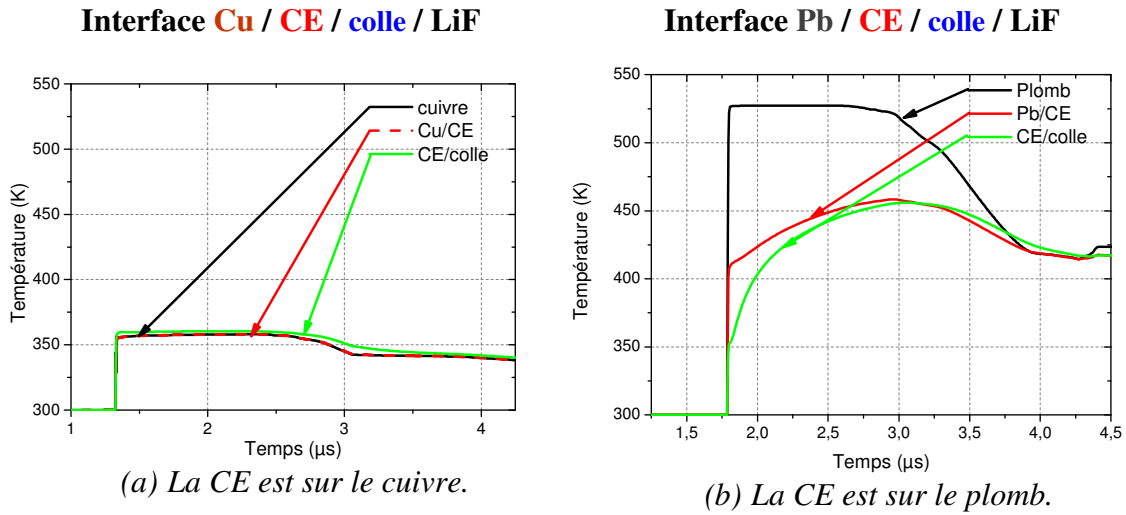 Interface Cu / CE / colle / LiF
550
500
450
400
350
300
Température (K)
cuivre
Cu/CE
CE/colle
1
2
3
4
Temps (µs)
(a) La CE est sur le cuivre.
Interface Pb / CE / colle / LiF
550
500
450
400
350
300
Température (K)
Plomb
Pb/CE
CE/colle
1,5
2,0
2,5
3,0
3,5
4,0
4,5
Temps (µs)
(b) La CE est sur le plomb.